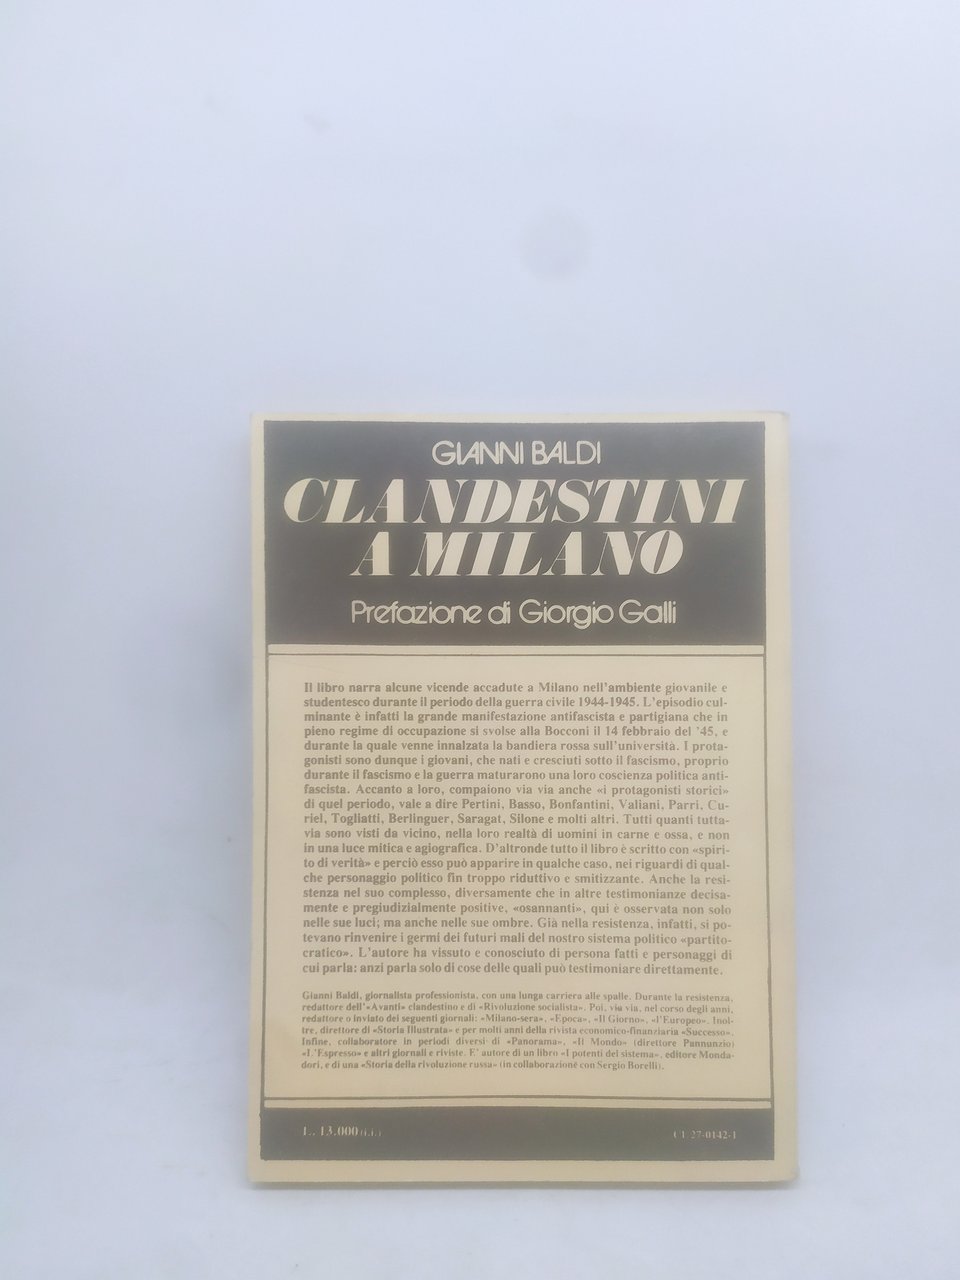 GIANNI BALDI
CLANDESTINI
A MILANO
Prefazione di Giorgio Galli
Il libro narra alcune vicende accadute a Milano nell'ambiente giovanile e
studentesco durante il periodo della guerra civile 1944-1945. L'episodio cul-
minante è infatti la grande manifestazione antifascista e partigiana che in
pieno regime di occupazione si svolse alla Bocconi il 14 febbraio del '45, e
durante la quale venne innalzata la bandiera rossa sull'università. I prota-
gonisti sono dunque i giovani, che nati e cresciuti sotto il fascismo, proprio
durante il fascismo e la guerra maturarono una loro coscienza politica anti-
fascista. Accanto a loro, compaiono via via anche «i protagonisti storici»
di quel periodo, vale a dire Pertini, Basso, Bonfantini, Valiani, Parri, Cu-
riel, Togliatti, Berlinguer, Saragat, Silone e molti altri. Tutti quanti tutta-
via sono visti da vicino, nella loro realtà di uomini in carne e ossa, e non
in una luce mitica e agiografica. D'altronde tutto il libro è scritto con «spiri-
to di verità» e perciò esso può apparire in qualche caso, nei riguardi di qual-
che personaggio politico fin troppo riduttivo e smitizzante. Anche la resi-
stenza nel suo complesso, diversamente che in altre testimonianze decisa-
mente e pregiudizialmente positive, «osannanti», qui è osservata non solo
nelle sue luci; ma anche nelle sue ombre. Già nella resistenza, infatti, si po-
tevano rinvenire i germi dei futuri mali del nostro sistema politico «partito-
cratico». L'autore ha vissuto e conosciuto di persona fatti e personaggi di
cui parla: anzi parla solo di cose delle quali può testimoniare direttamente.
Gianni Baldi, giornalista professionista, con una lunga carriera alle spalle. Durante la resistenza,
redattore dell'«Avanti» clandestino e di «Rivoluzione socialista». Poi, via via, nel corso degli anni,
redattore o inviato dei seguenti giornali: «Milano-sera», «Epoca», «Il Giorno», «l'Europeo». Inol-
tre, direttore di «Storia Illustrata» e per molti anni della rivista economico-finanziaria «Successo».
Infine, collaboratore in periodi diversi di «Panorama», «Il Mondo» (direttore Pannunzio)
«L'Espresso» e altri giornali e riviste. E' autore di un libro «I potenti del sistema», editore Monda-
dori, e di una «Storia della rivoluzione russa» (in collaborazione con Sergio Borelli).
L. 13.000 (i.i.)
CL 27-0142-1